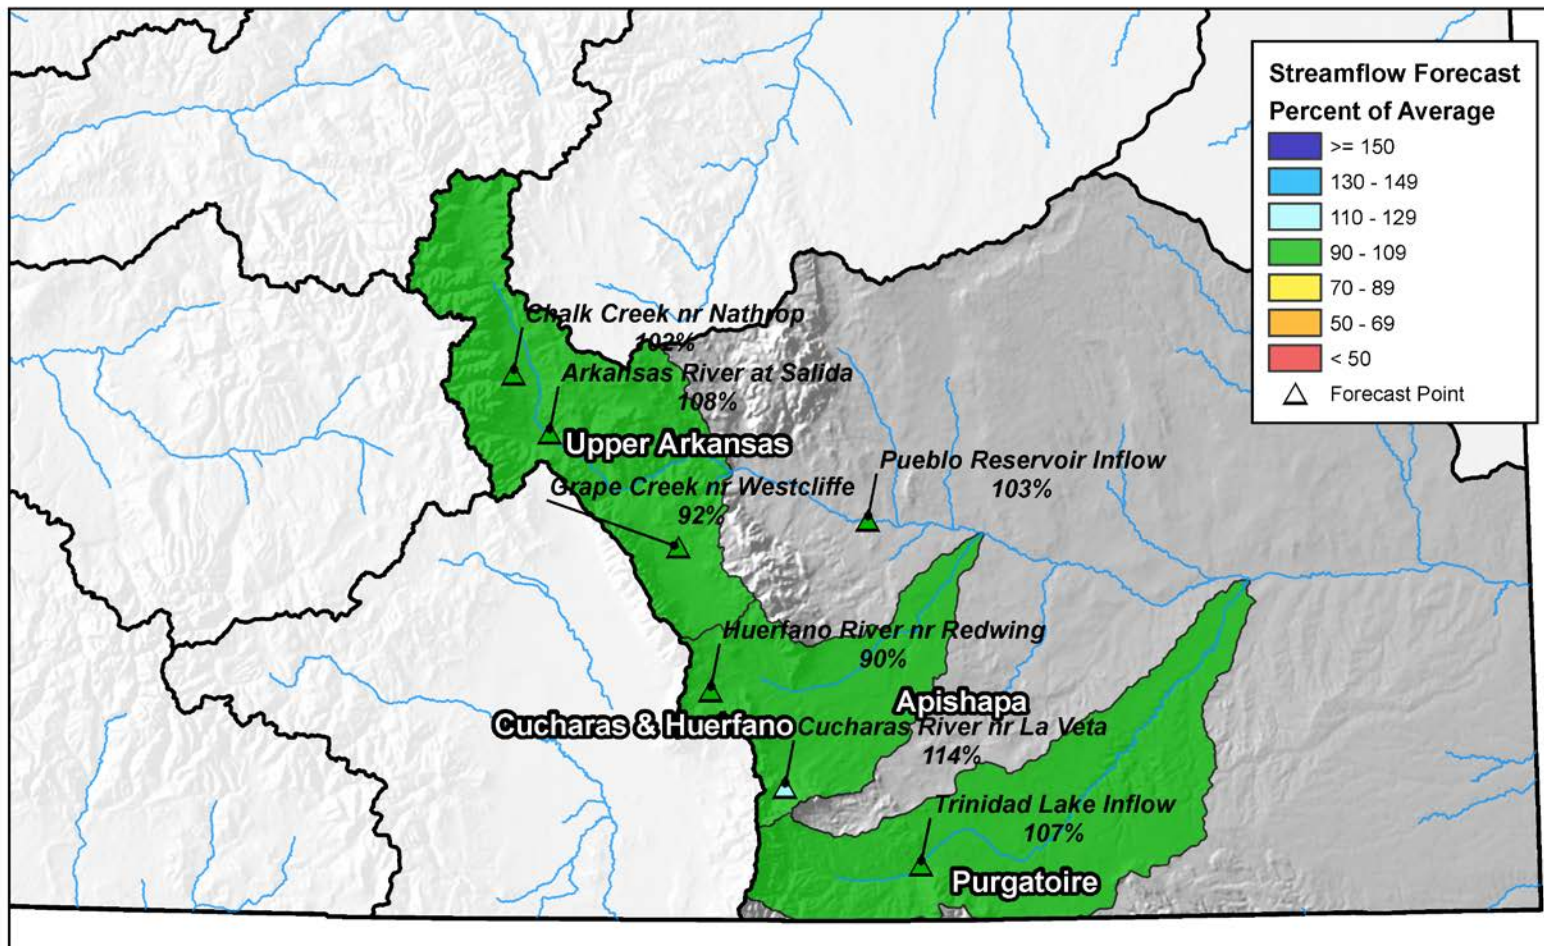 Streamflow Forecast
Percent of Average
>= 150
130 - 149
110 - 129
90 - 109
70 - 89
50 - 69
< 50
Forecast Point
Chalk Creek nr Nathrop
102%
Arkansas River at Salida
108%
Upper Arkansas
Pueblo Reservoir Inflow
103%
Grape Creek nr Westcliffe
92%
Huerfano River nr Redwing
90%
Apishapa
Cucharas & Huerfano
Cucharas River nr La Veta
114%
Trinidad Lake Inflow
107%
Purgatoire